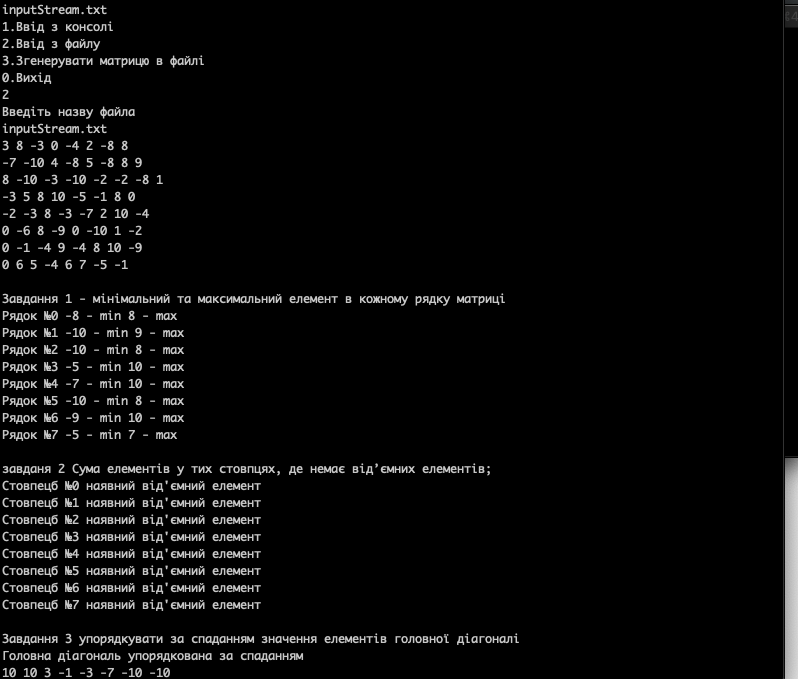 inputStream.txt
1.Ввід з консолі
2.Ввід з файлу
3.Згенерувати матрицю в файлі
0.Вихід
2
Введіть назву файла
inputStream.txt
3 8 -3 0 -4 2 -8 8
-7 -10 4 -8 5 -8 8 9
8 -10 -3 -10 -2 -2 -8 1
-3 5 8 10 -5 -1 8 0
-2 -3 8 -3 -7 2 10 -4
0 -6 8 -9 0 -10 1 -2
0 -1 -4 9 -4 8 10 -9
0 6 5 -4 6 7 -5 -1
Завдання 1 - мінімальний та максимальний елемент в кожному рядку матриці
Рядок №0 -8 - min 8 - max
Рядок №1 -10 - min 9 - max
Рядок №2 -10 - min 8 - max
Рядок №3 -5 - min 10 - max
Рядок №4 -7 - min 10 - max
Рядок №5 -10 - min 8 - max
Рядок №6 -9 - min 10 - max
Рядок №7 -5 - min 7 - max
завданя 2 Сума елементів у тих стовпцях, де немає від’ємних елементів;
Стовпецб №0 наявний від'ємний елемент
Стовпецб №1 наявний від'ємний елемент
Стовпецб №2 наявний від'ємний елемент
Стовпецб №3 наявний від'ємний елемент
Стовпецб №4 наявний від'ємний елемент
Стовпецб №5 наявний від'ємний елемент
Стовпецб №6 наявний від'ємний елемент
Стовпецб №7 наявний від'ємний елемент
Завдання 3 упорядкувати за спаданням значення елементів головної діагоналі
Головна діагональ упорядкована за спаданням
10 10 3 -1 -3 -7 -10 -10